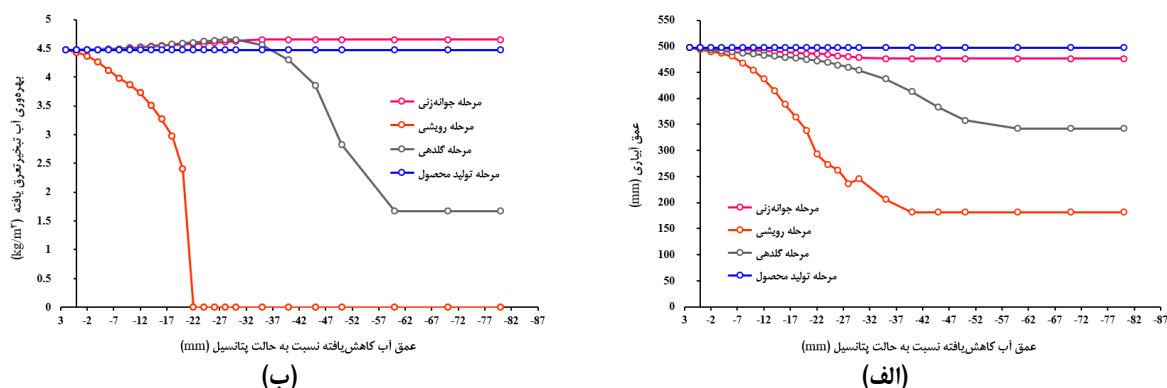 عمق آبیاری (mm)
550
500
450
400
350
300
250
200
150
100
50
0
مرحله جوانه‌زنی
مرحله رویشی
مرحله گلدهی
مرحله تولید محصول
3 -2 -7 -12 -17 -22 -27 -32 -37 -42 -47 -52 -57 -62 -67 -72 -77 -82 -87
عمق آب کاهش‌یافته نسبت به حالت پتانسیل (mm)
(الف)
بهره‌وری آب تبخیرتعرق یافته (kg/m³)
5
4.5
4
3.5
3
2.5
2
1.5
1
0.5
0
مرحله جوانه‌زنی
مرحله رویشی
مرحله گلدهی
مرحله تولید محصول
3 -2 -7 -12 -17 -22 -27 -32 -37 -42 -47 -52 -57 -62 -67 -72 -77 -82 -87
عمق آب کاهش‌یافته نسبت به حالت پتانسیل (mm)
(ب)